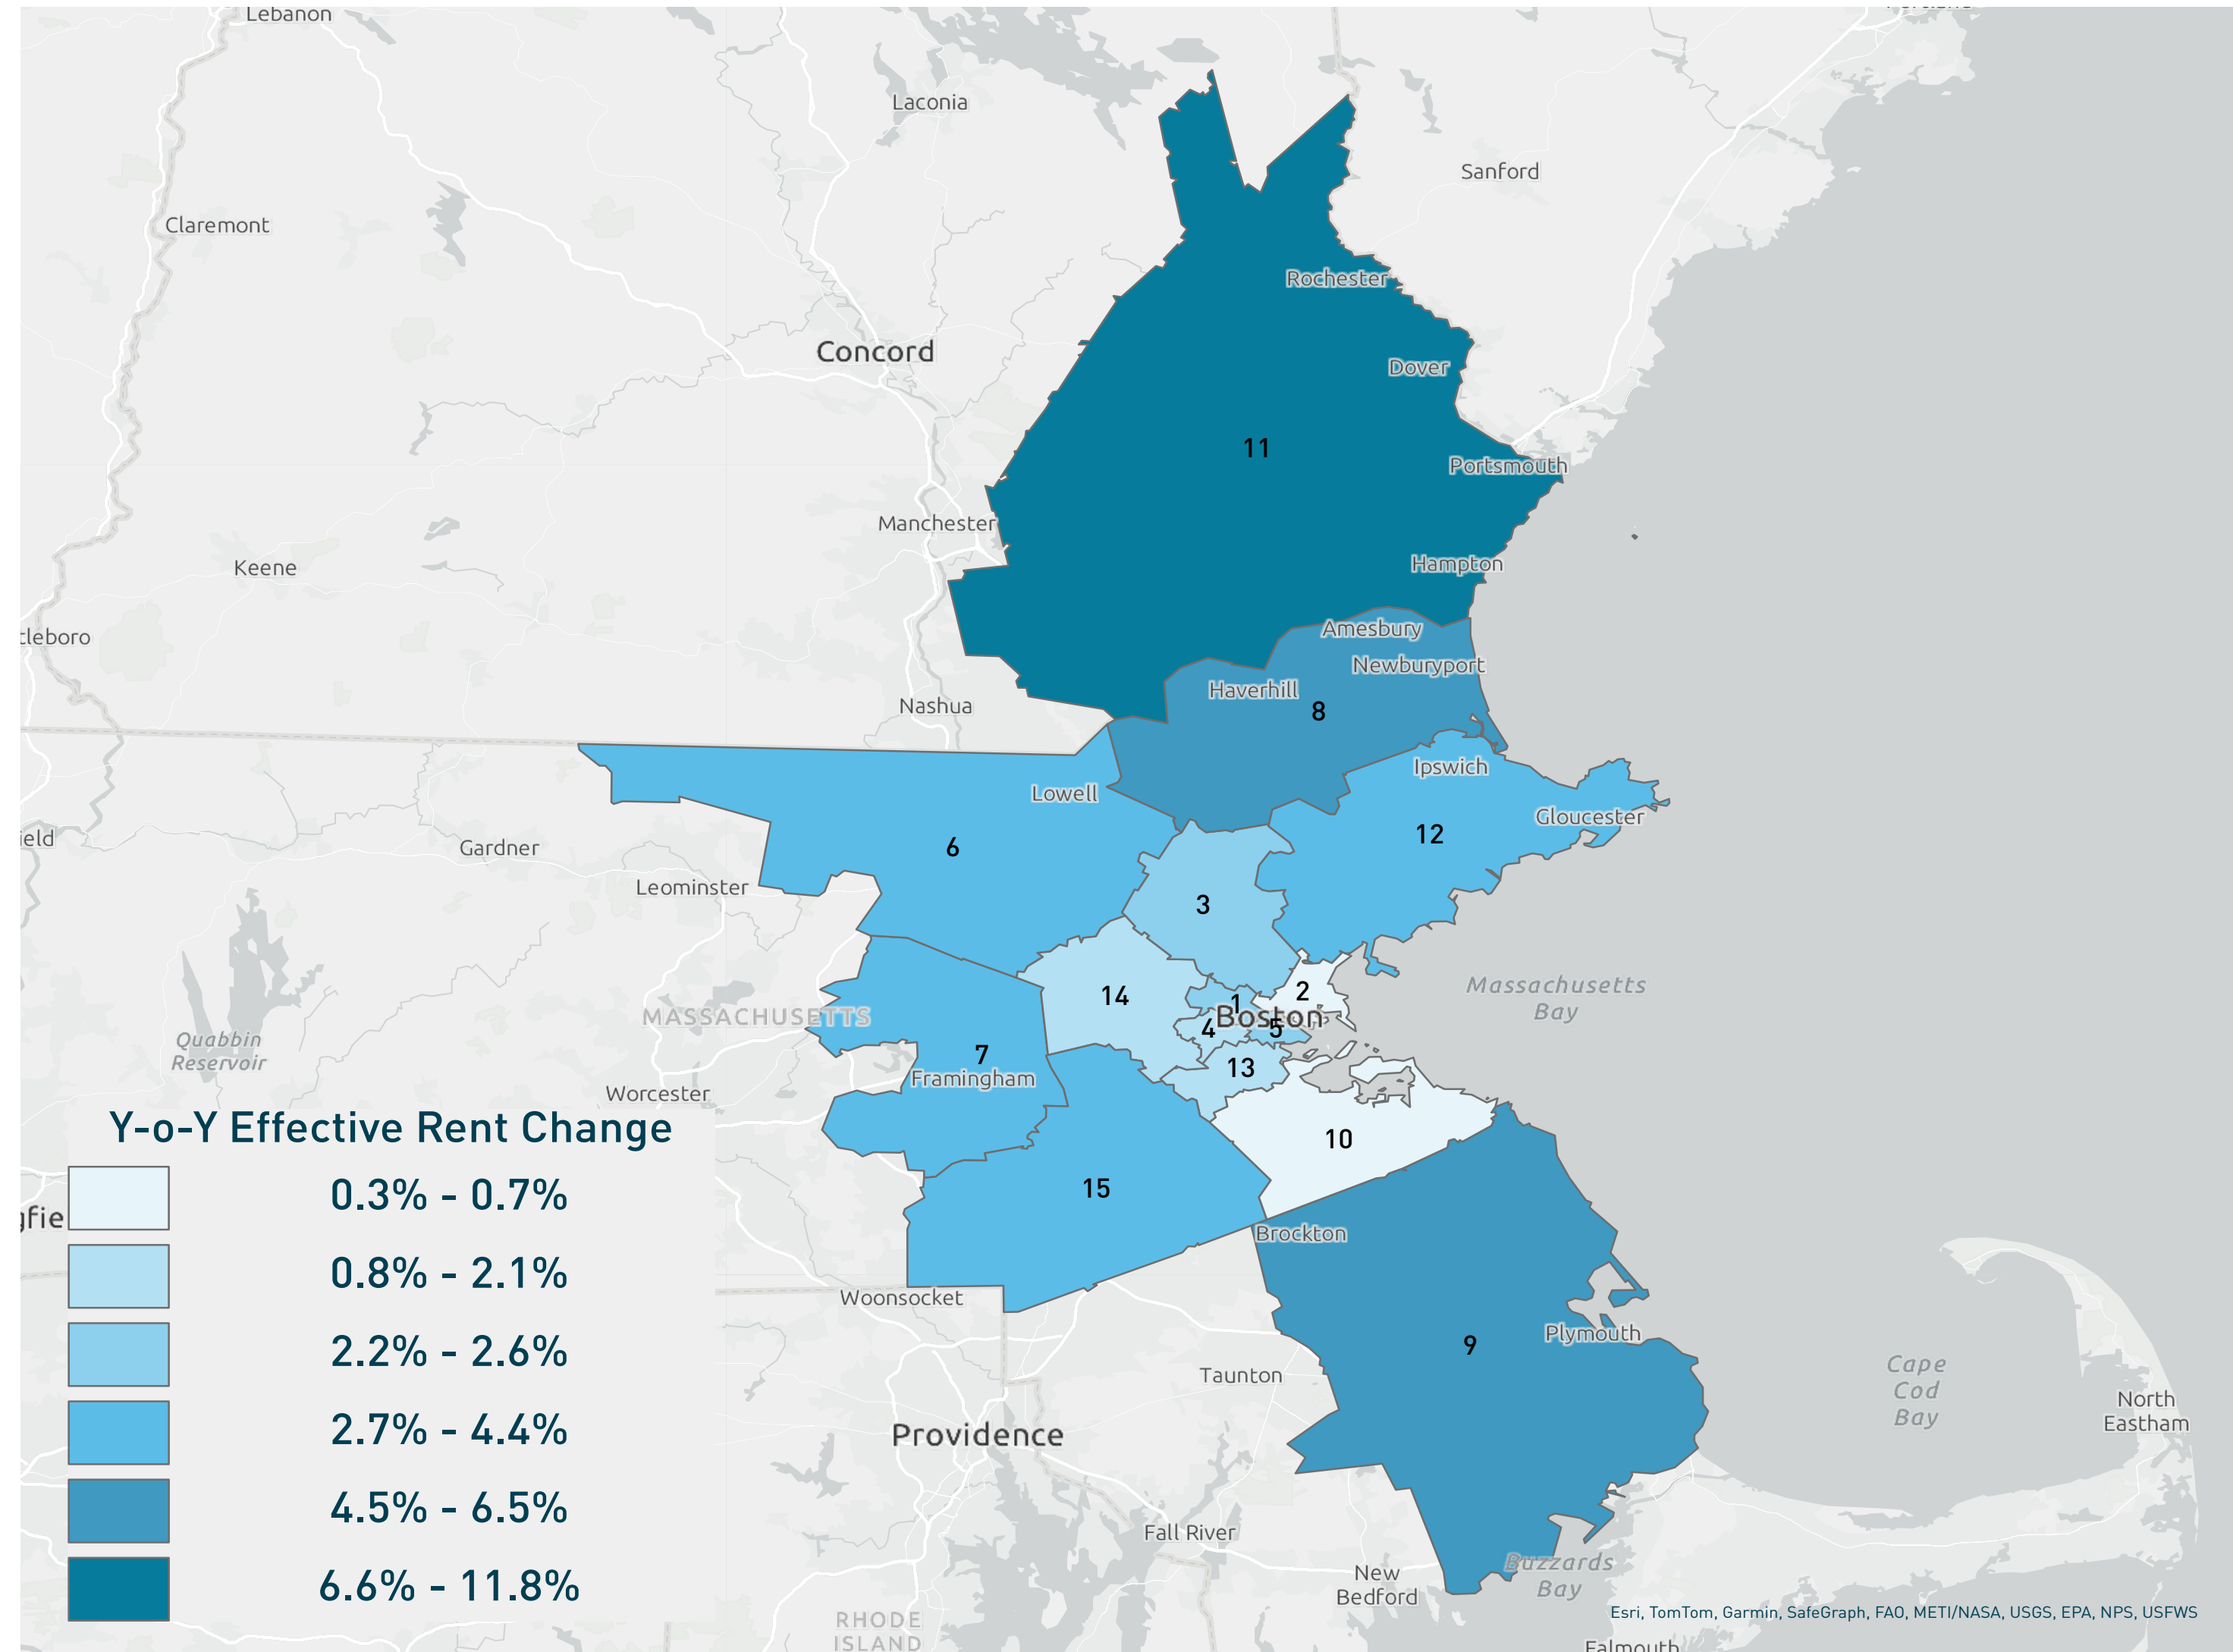 Lebanon
Laconia
Sanford
Claremont
Rochester
Concord
Dover
11
Portsmouth
Manchester
Hampton
Keene
tleboro
Amesbury
Newburyport
Haverhill
8
Nashua
Ipswich
Lowell
Gloucester
12
ield
Gardner
6
Leominster
3
Massachusetts
Bay
2
14
1
MASSACHUSETTS
Boston
4
5
Quabbin
Reservoir
7
13
Framingham
Worcester
10
Y-o-Y Effective Rent Change
0.3% - 0.7%
15
gfie
Brockton
0.8% - 2.1%
Woonsocket
Plymouth
9
2.2% - 2.6%
Taunton
Cape
Cod
Bay
North
Eastham
2.7% - 4.4%
Providence
4.5% - 6.5%
Fall River
Buzzards
Bay
New
Bedford
6.6% - 11.8%
Esri, TomTom, Garmin, SafeGraph, FAO, METI/NASA, USGS, EPA, NPS, USFWS
RHODE
ISLAND
Falmouth